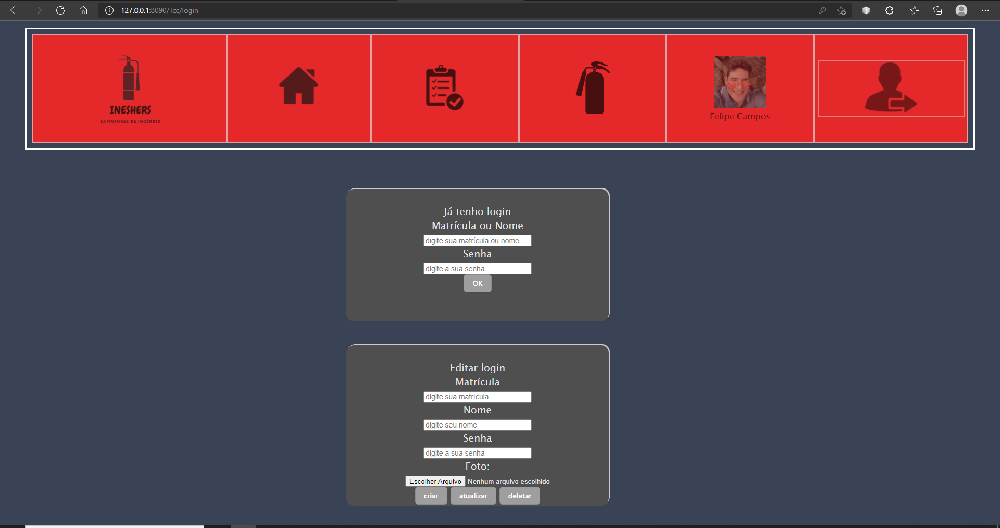 127.0.0.1:8090/Tcc/login
INESHERS
EXTINTORES DE INCÊNDIO
Felipe Campos
Já tenho login
Matrícula ou Nome
digite sua matrícula ou nome
Senha
digite a sua senha
OK
Editar login
Matrícula
digite sua matrícula
Nome
digite seu nome
Senha
digite a sua senha
Foto:
Escolher Arquivo Nenhum arquivo escolhido
criar atualizar deletar